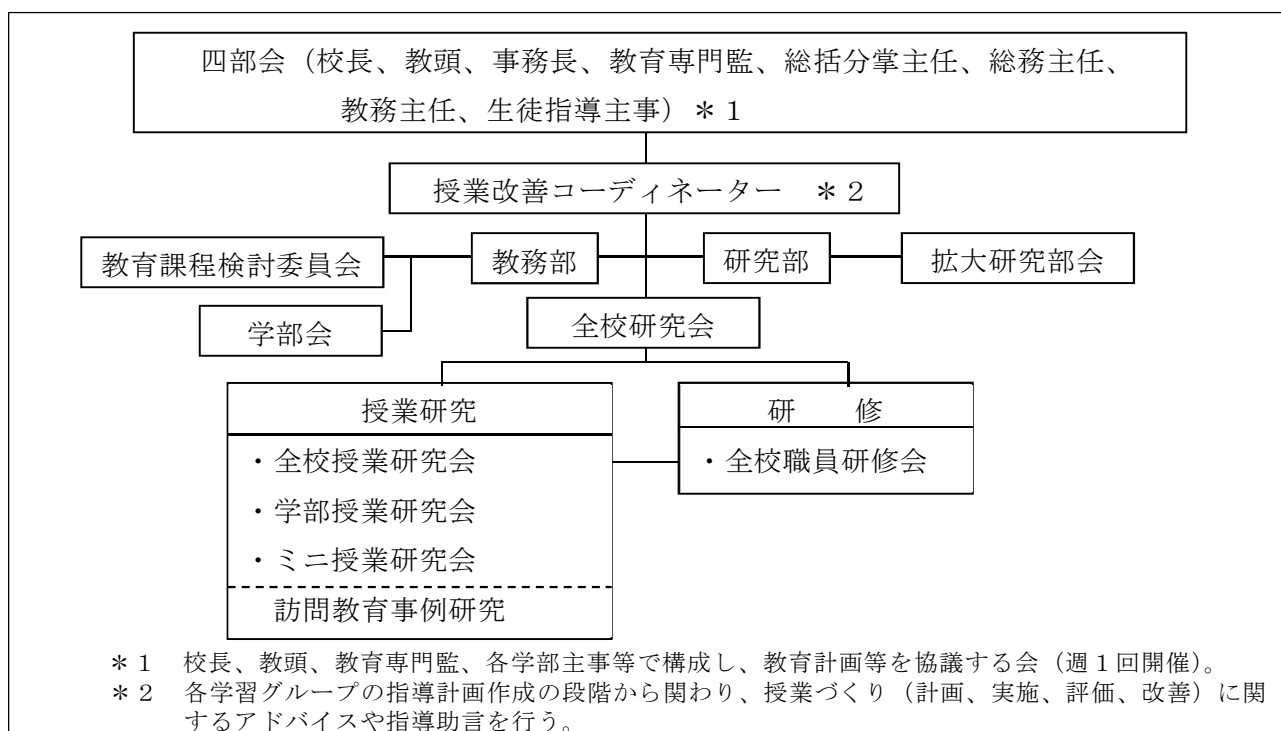 四部会（校長、教頭、事務長、教育専門監、総括分掌主任、総務主任、
教務主任、生徒指導主事）＊１
授業改善コーディネーター　＊２
教育課程検討委員会
教務部
研究部
拡大研究部会
学部会
全校研究会
授業研究
・全校授業研究会
・学部授業研究会
・ミニ授業研究会
訪問教育事例研究
研　　修
・全校職員研修会
＊１　校長、教頭、教育専門監、各学部主事等で構成し、教育計画等を協議する会（週１回開催）。
＊２　各学習グループの指導計画作成の段階から関わり、授業づくり（計画、実施、評価、改善）に関
するアドバイスや指導助言を行う。